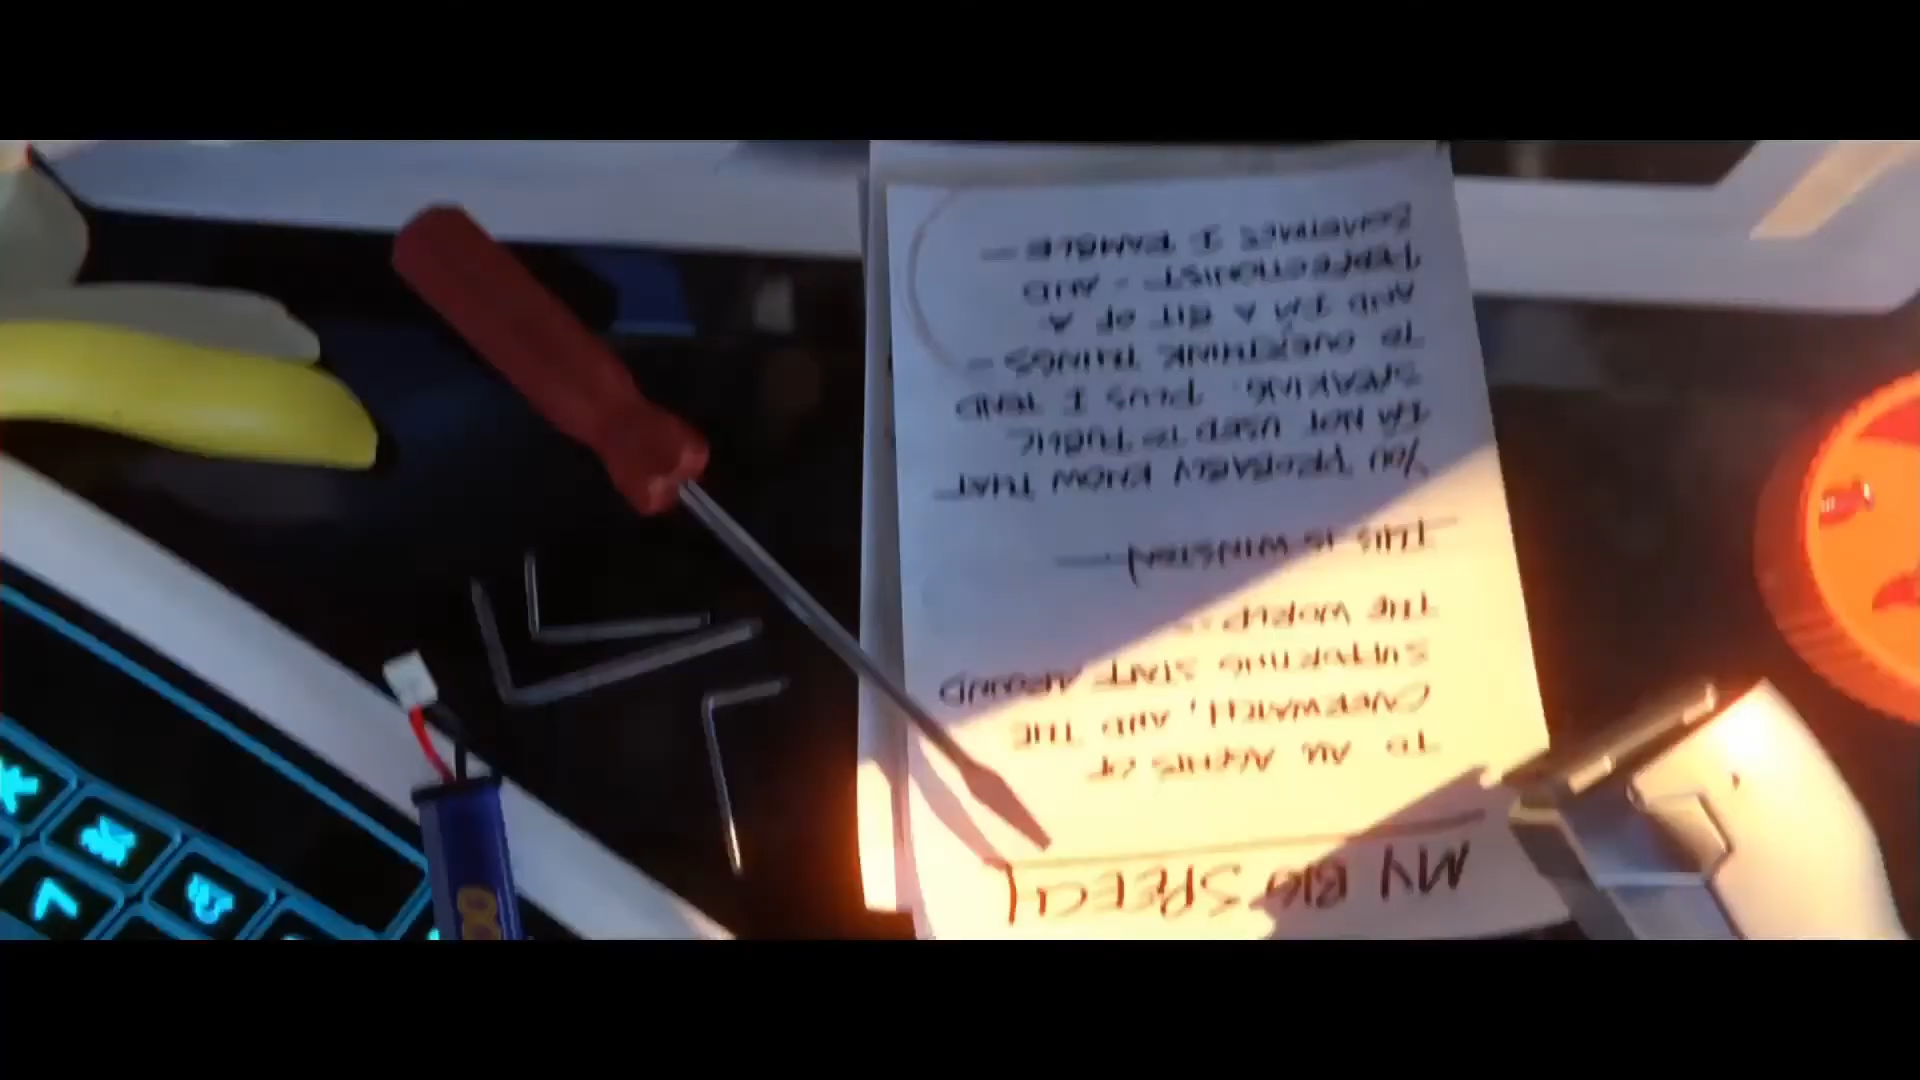 MY BIG SPEECH
TO ALL AGENTS OF
OVERWATCH, AND THE
SUPPORTING STAFF AROUND
THE WORLD
THIS IS WINSTON
YOU PROBABLY KNOW THAT
I'M NOT USED TO PUBLIC
SPEAKING. PLUS I TEND
TO OVERTHINK THINGS -
AND I'M A BIT OF A
PERFECTIONIST - AND
SOMETIMES I RAMBLE -
7
8